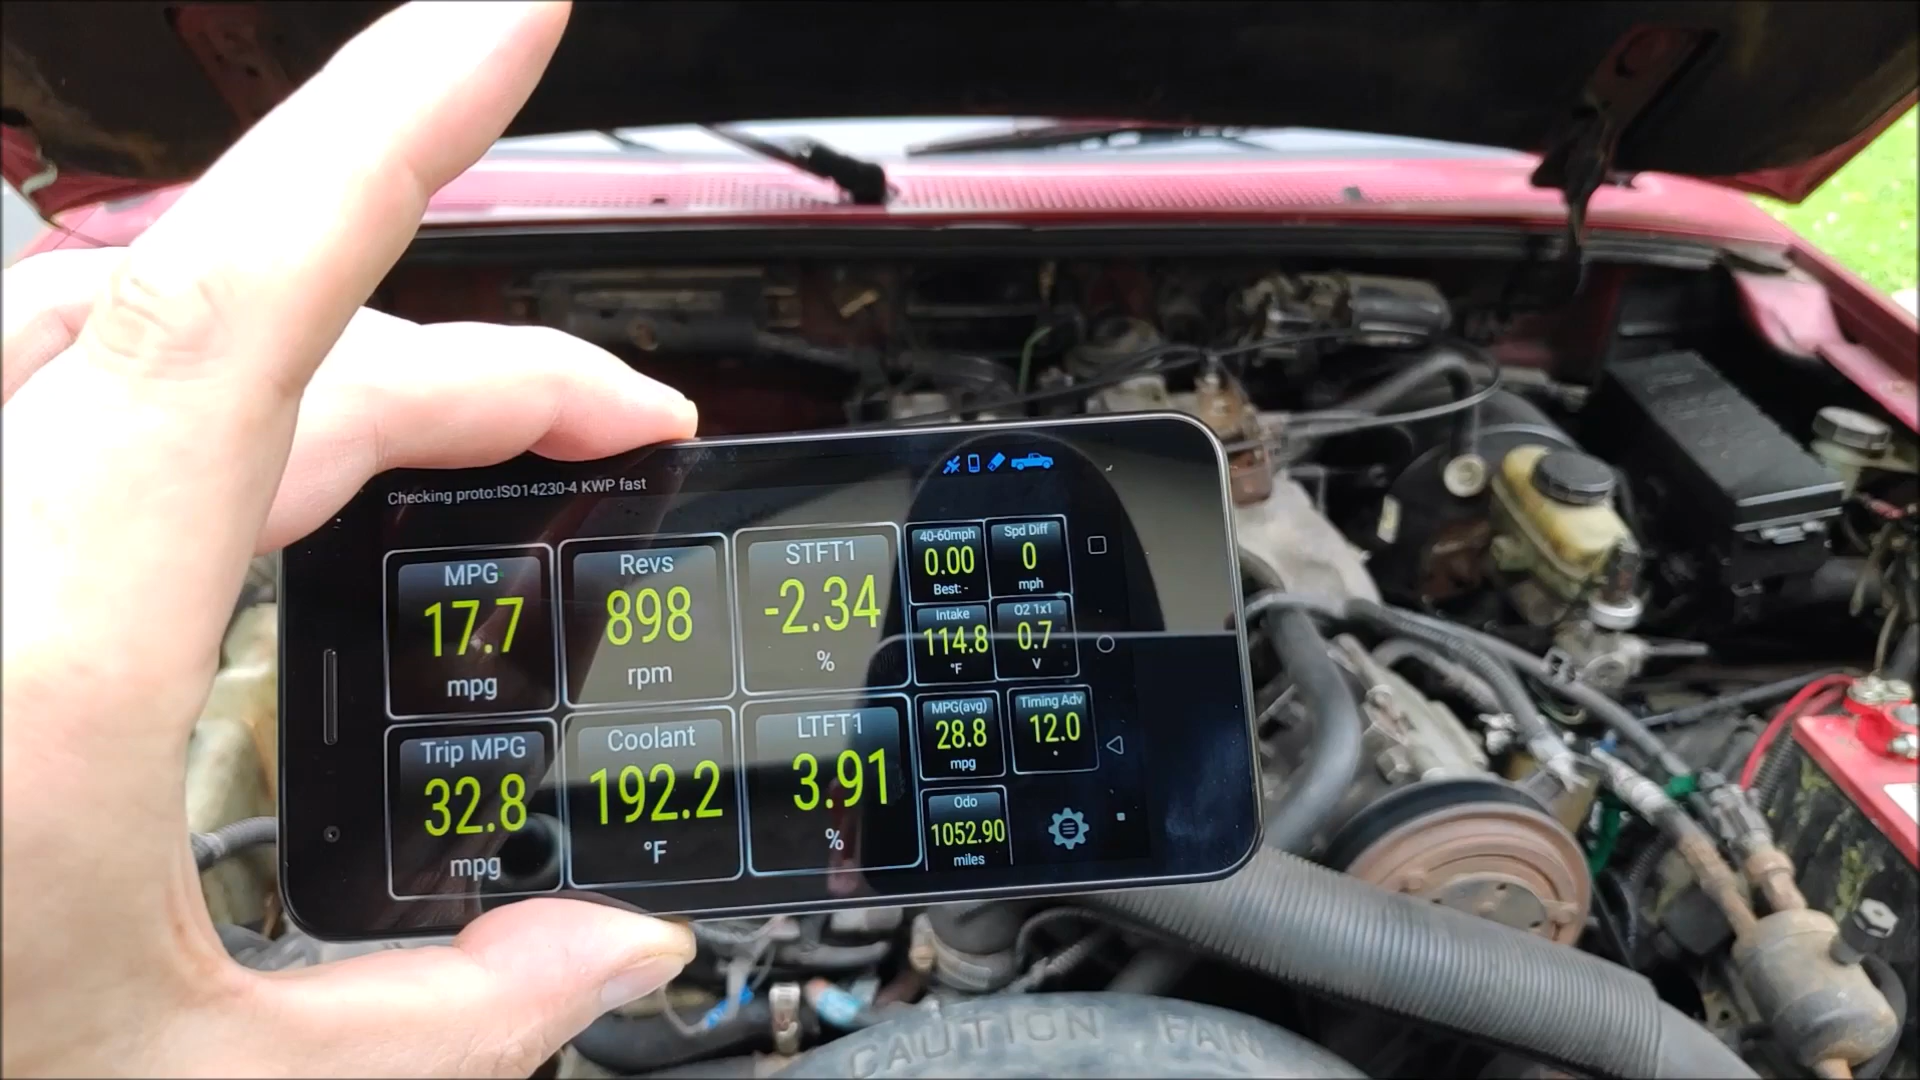 Checking proto:ISO14230-4 KWP fast
MPG
17.7
mpg
Revs
898
rpm
STFT1
-2.34
%
40-60mph
0.00
Best: -
Spd Diff
0
mph
Intake
114.8
°F
O2 1x1
0.7
V
Trip MPG
32.8
mpg
Coolant
192.2
°F
LTFT1
3.91
%
MPG(avg)
28.8
mpg
Timing Adv
12.0
°
Odo
1052.90
miles
CAUTION FAN